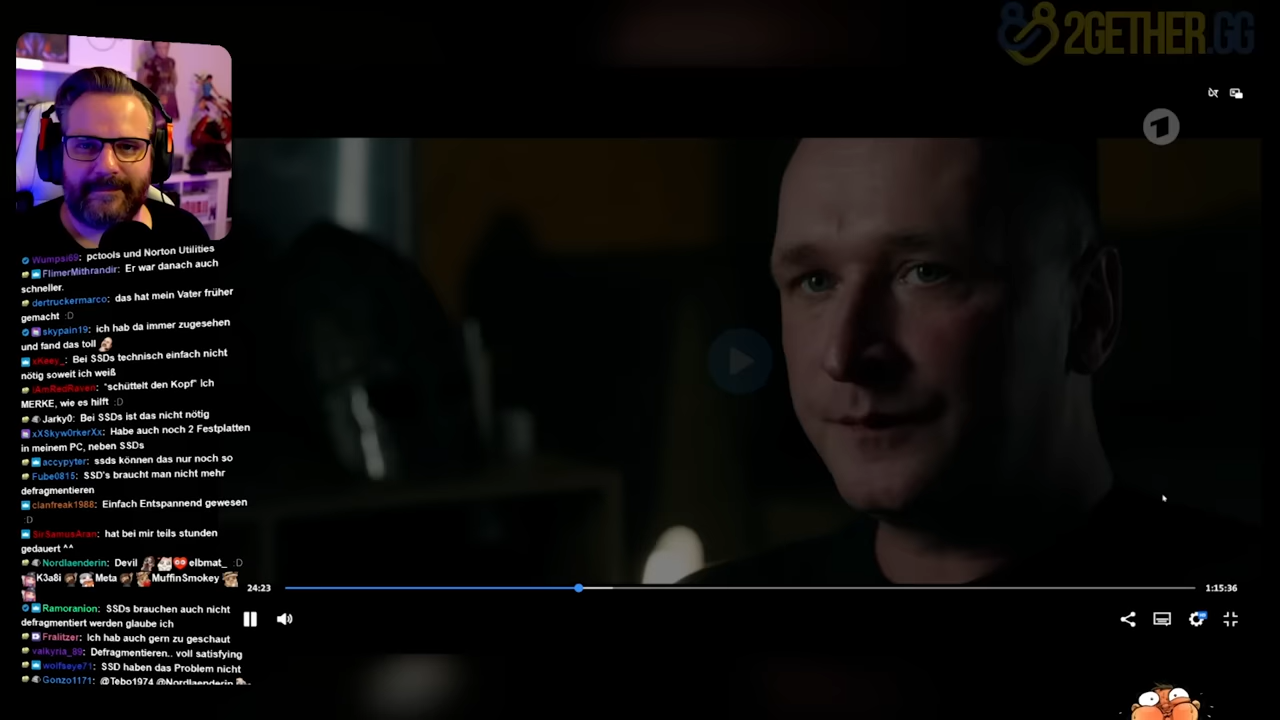 2GETHER.GG
1
Wumpsi69: pctools und Norton Utilities
FlimerMithrandir: Er war danach auch
schneller.
dertruckermarco: das hat mein Vater früher
gemacht :D
skypain19: ich hab da immer zugesehen
und fand das toll
xKeey_: Bei SSDs technisch einfach nicht
nötig soweit ich weiß
IAmRedRaven: "schüttelt den Kopf" Ich
MERKE, wie es hilft :D
Jarky0: Bei SSDs ist das nicht nötig
xXSkyw0rkerXx: Habe auch noch 2 Festplatten
in meinem PC, neben SSDs
accypyter: ssds können das nur noch so
Fube0815: SSD's braucht man nicht mehr
defragmentieren
clanfreak1988: Einfach Entspannend gewesen
:D
SirSamusAran: hat bei mir teils stunden
gedauert ^^
Nordlaenderin: Devil elbmat_ :D
K3a8i Meta MuffinSmokey
Ramoranion: SSDs brauchen auch nicht
defragmentiert werden glaube ich
Fralitzer: Ich hab auch gern zu geschaut
valkyria_89: Defragmentieren.. voll satisfying
wolfseye71: SSD haben das Problem nicht
Gonzo1171: @Tebo1974 @Nordlaenderin
24:23
1:15:36